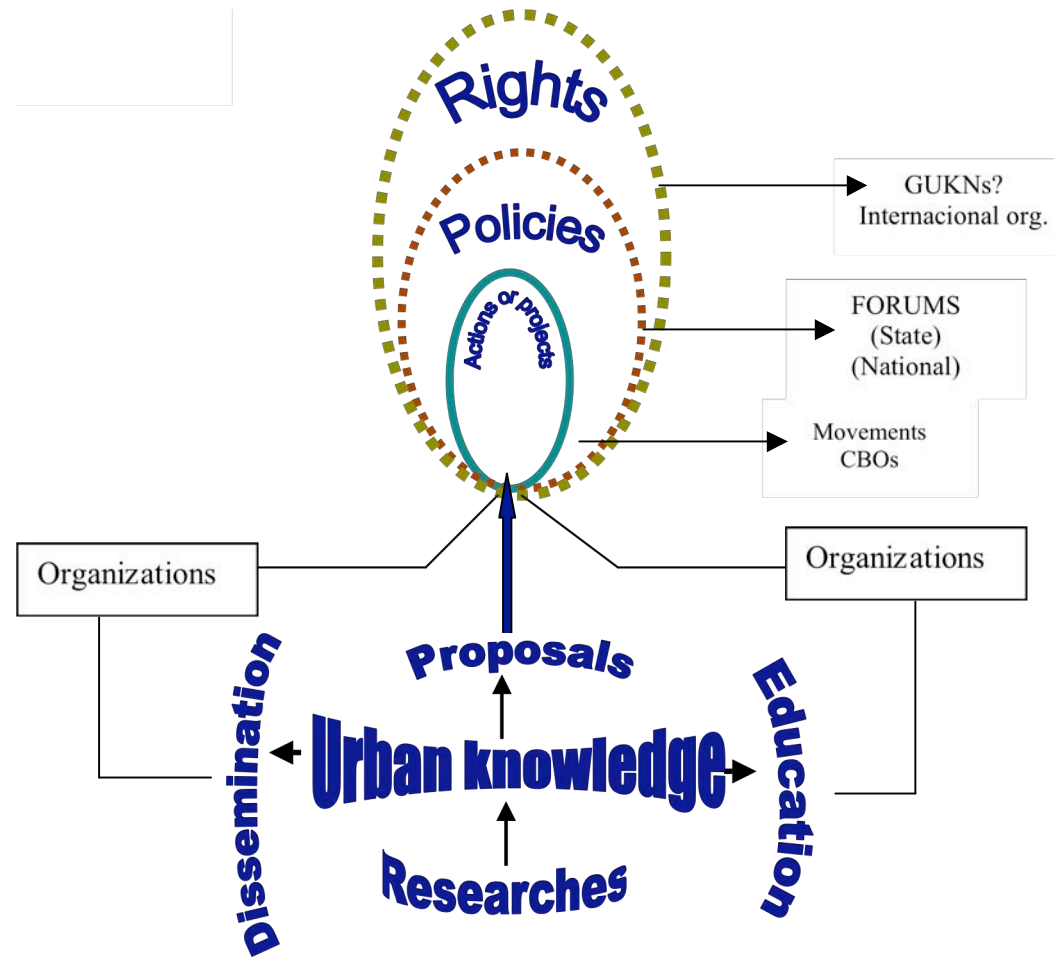 Rights
GUKNs?
Internacional org.
Policies
Actions or projects
FORUMS
(State)
(National)
Movements
CBOs
Organizations
Organizations
Proposals
Dissemination
Urban knowledge
Education
Researches